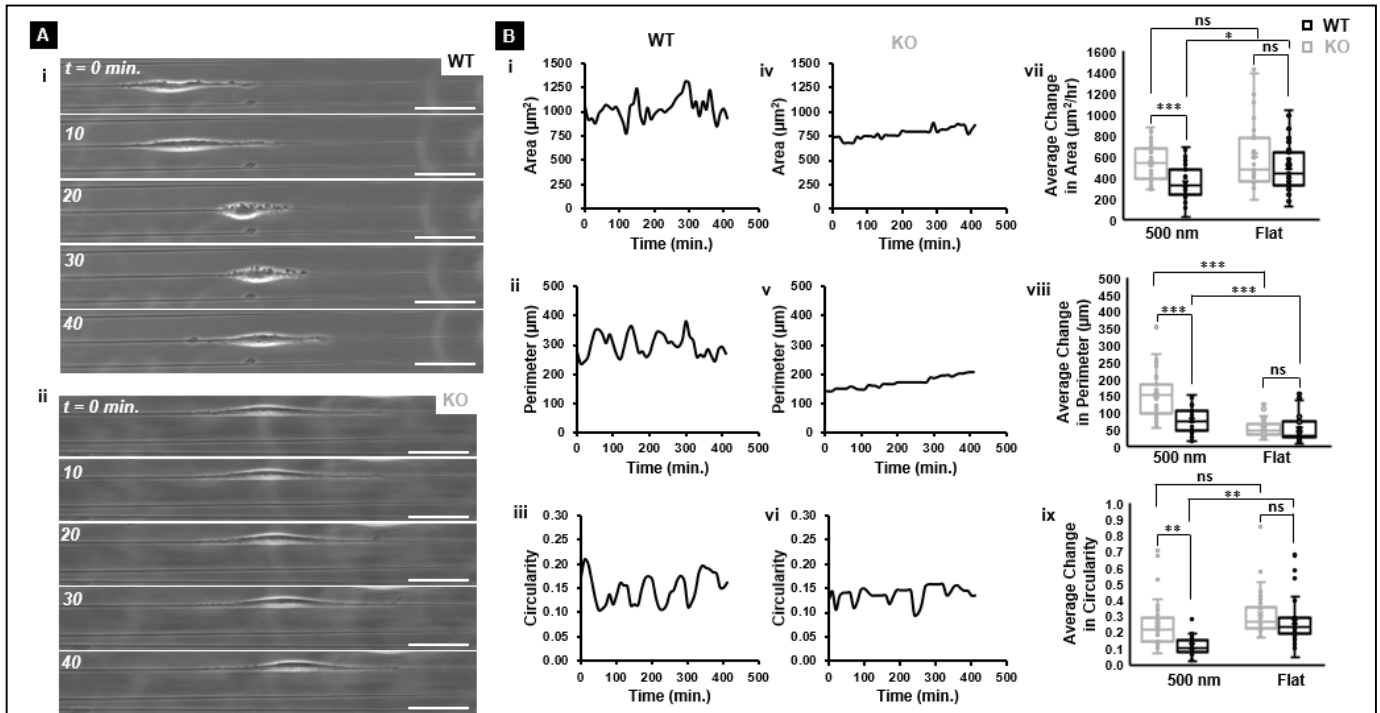 A
i
t = 0 min.
WT
10
20
30
40
ii
t = 0 min.
KO
10
20
30
40
B
WT
KO
i
Area (µm²)
1500
1250
1000
750
500
250
0
0 100 200 300 400 500
Time (min.)
iv
Area (µm²)
1500
1250
1000
750
500
250
0
0 100 200 300 400 500
Time (min.)
vii
WT
KO
ns
*
ns
***
Average Change
in Area (µm²/hr)
1600
1400
1200
1000
800
600
400
200
0
500 nm Flat
ii
Perimeter (µm)
500
400
300
200
100
0
0 100 200 300 400 500
Time (min.)
v
Perimeter (µm)
500
400
300
200
100
0
0 100 200 300 400 500
Time (min.)
viii
***
***
***
ns
Average Change
in Perimeter (µm)
500
450
400
350
300
250
200
150
100
50
0
500 nm Flat
iii
Circularity
0.30
0.25
0.20
0.15
0.10
0.05
0.00
0 100 200 300 400 500
Time (min.)
vi
Circularity
0.30
0.25
0.20
0.15
0.10
0.05
0.00
0 100 200 300 400 500
Time (min.)
ix
ns
**
ns
**
Average Change
in Circularity
1.0
0.9
0.8
0.7
0.6
0.5
0.4
0.3
0.2
0.1
0.0
500 nm Flat